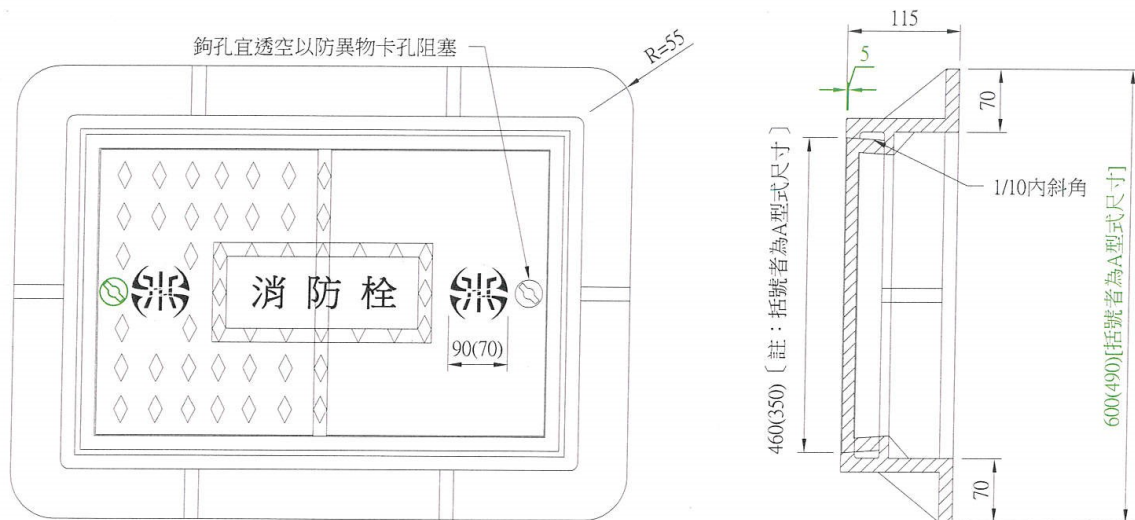 鉤孔宜透空以防異物卡孔阻塞
R=55
消防栓
90(70)
115
5
70
1/10內斜角
460(350)〔註：括號者為A型式尺寸〕
600(490)[括號者為A型式尺寸]
70